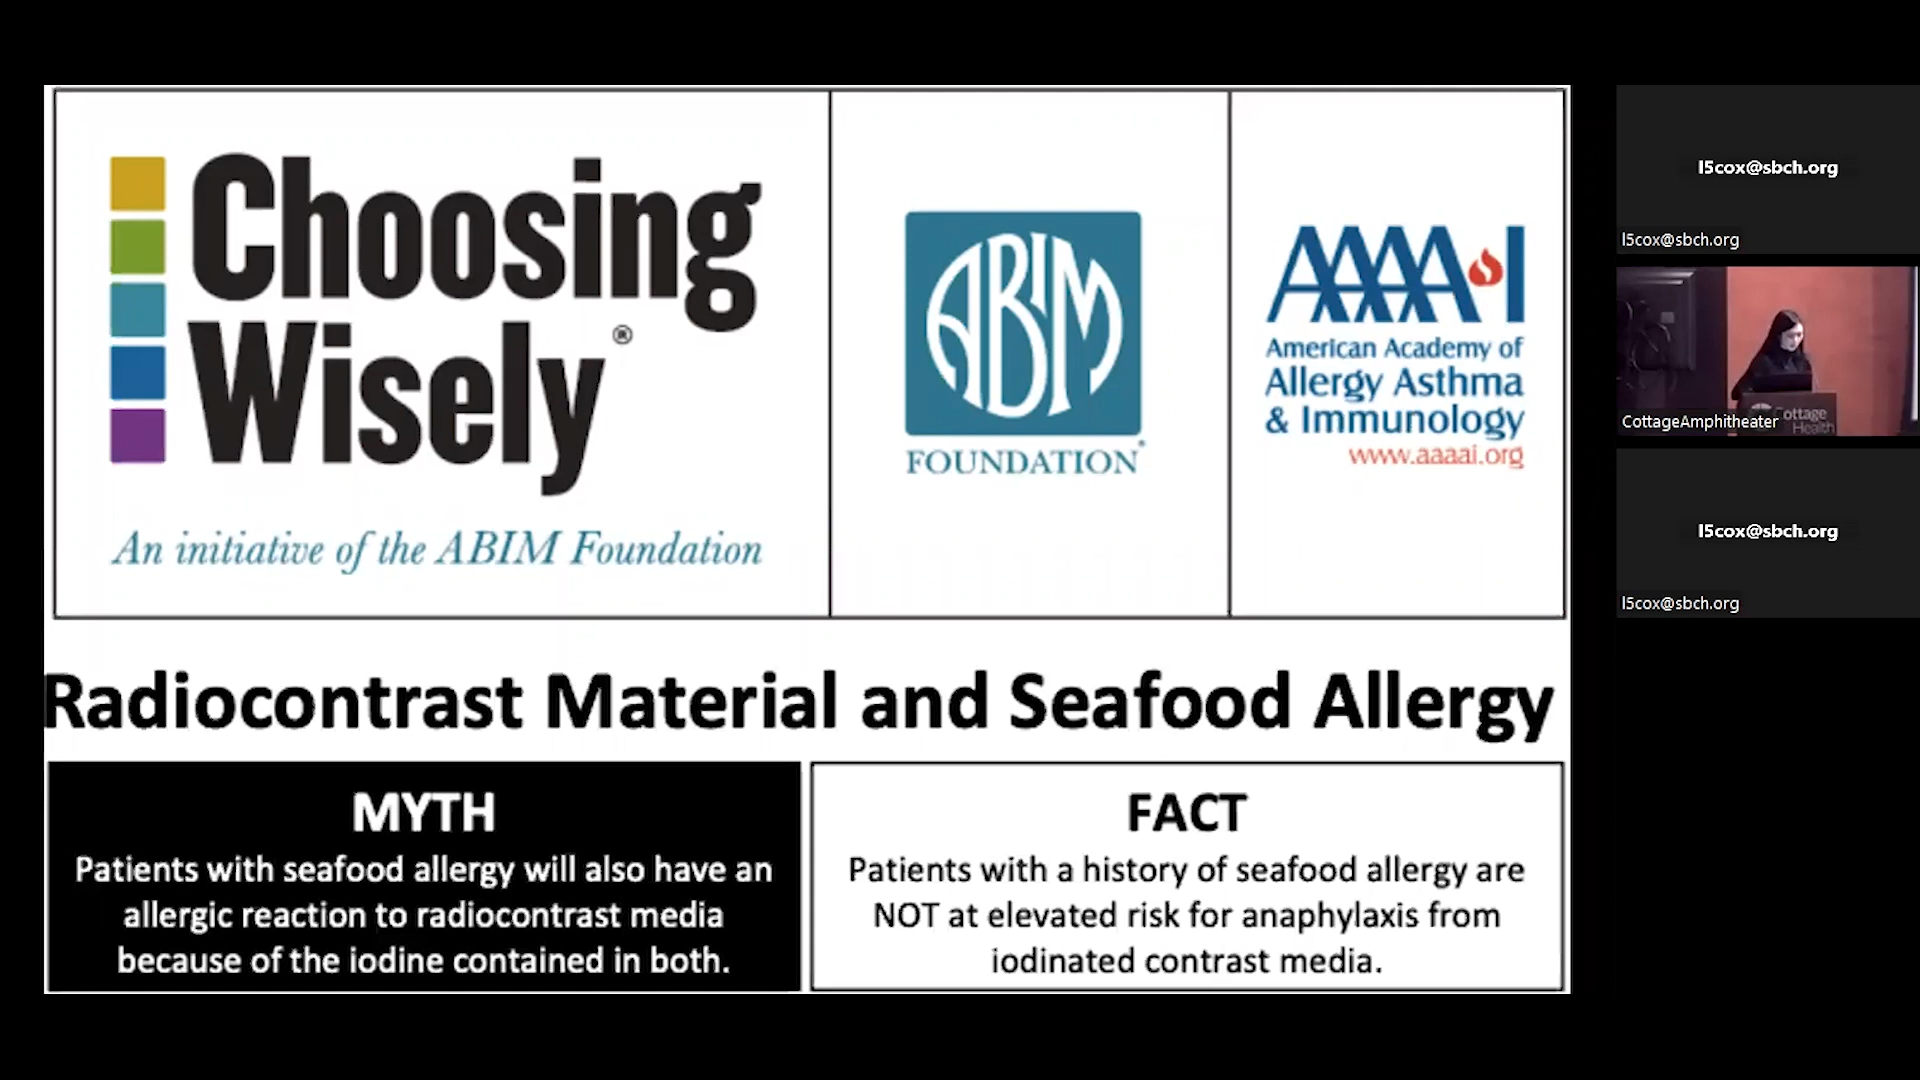 Choosing
Wisely®
An initiative of the ABIM Foundation
ABIM
FOUNDATION®
AAAAI
American Academy of
Allergy Asthma
& Immunology
www.aaaai.org
Radiocontrast Material and Seafood Allergy
MYTH
Patients with seafood allergy will also have an
allergic reaction to radiocontrast media
because of the iodine contained in both.
FACT
Patients with a history of seafood allergy are
NOT at elevated risk for anaphylaxis from
iodinated contrast media.
l5cox@sbch.org
l5cox@sbch.org
Cottage
Health
CottageAmphitheater
l5cox@sbch.org
l5cox@sbch.org